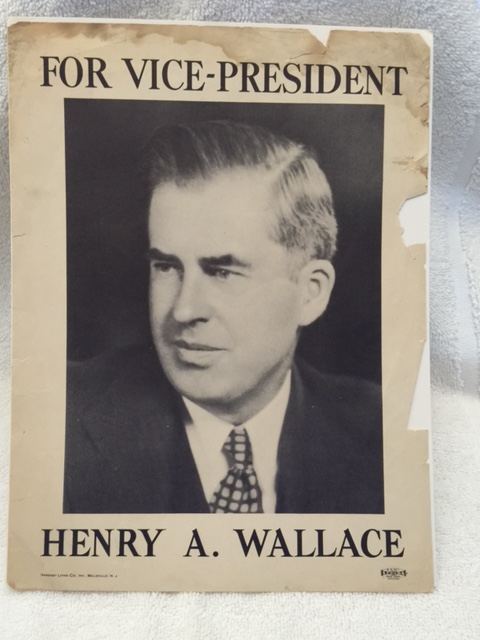 FOR VICE-PRESIDENT
HENRY A. WALLACE